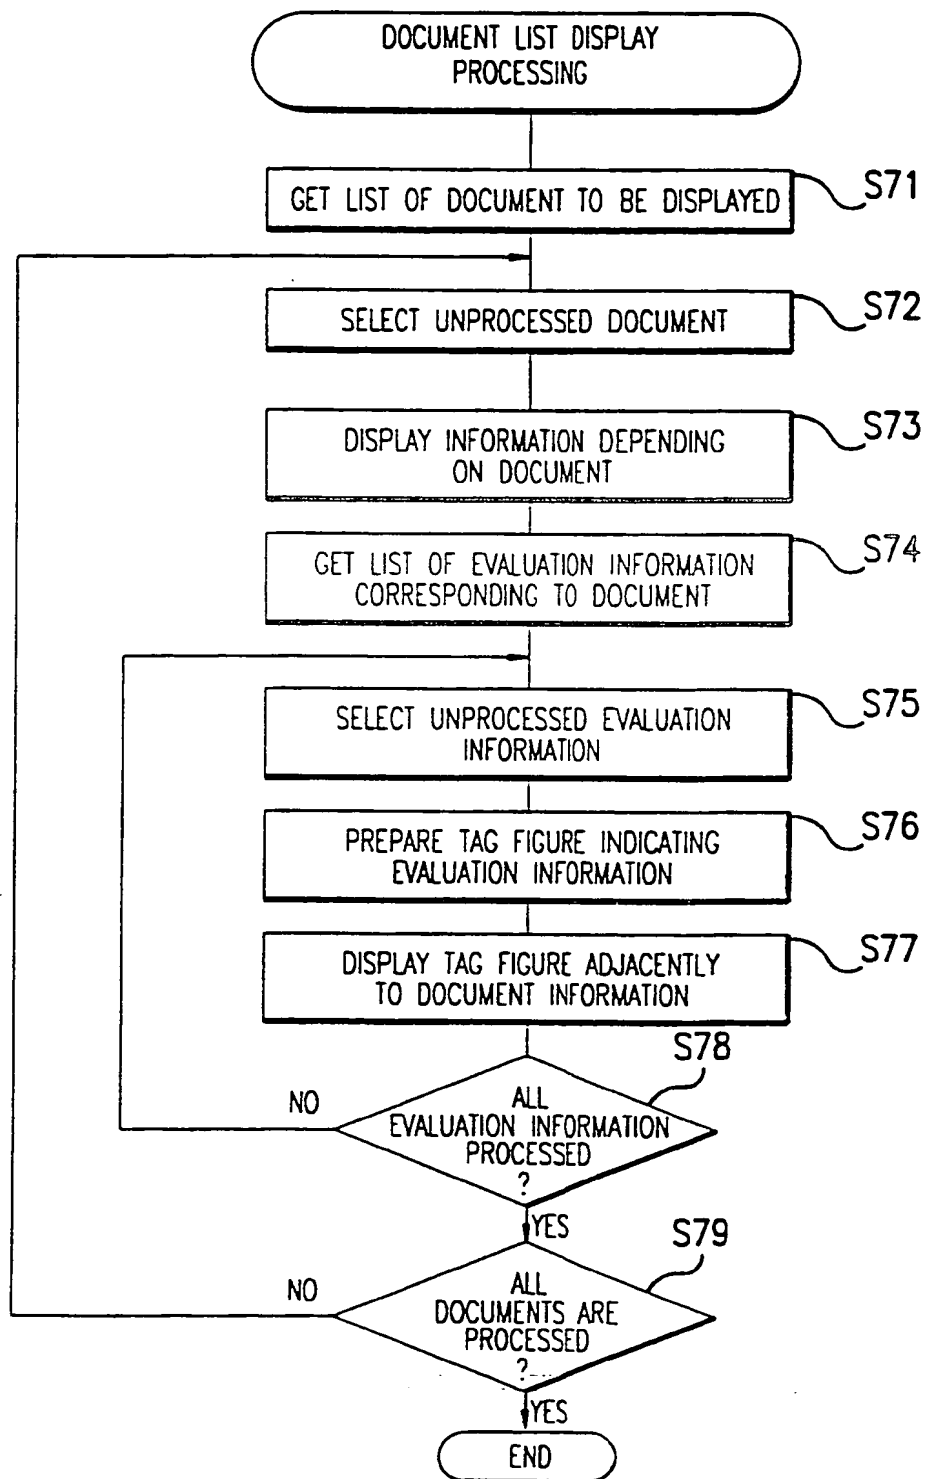 DOCUMENT LIST DISPLAY
PROCESSING
GET LIST OF DOCUMENT TO BE DISPLAYED
S71
SELECT UNPROCESSED DOCUMENT
S72
DISPLAY INFORMATION DEPENDING
ON DOCUMENT
S73
GET LIST OF EVALUATION INFORMATION
CORRESPONDING TO DOCUMENT
S74
SELECT UNPROCESSED EVALUATION
INFORMATION
S75
PREPARE TAG FIGURE INDICATING
EVALUATION INFORMATION
S76
DISPLAY TAG FIGURE ADJACENTLY
TO DOCUMENT INFORMATION
S77
S78
NO
ALL
EVALUATION INFORMATION
PROCESSED
?
YES
S79
NO
ALL
DOCUMENTS ARE
PROCESSED
?
YES
END